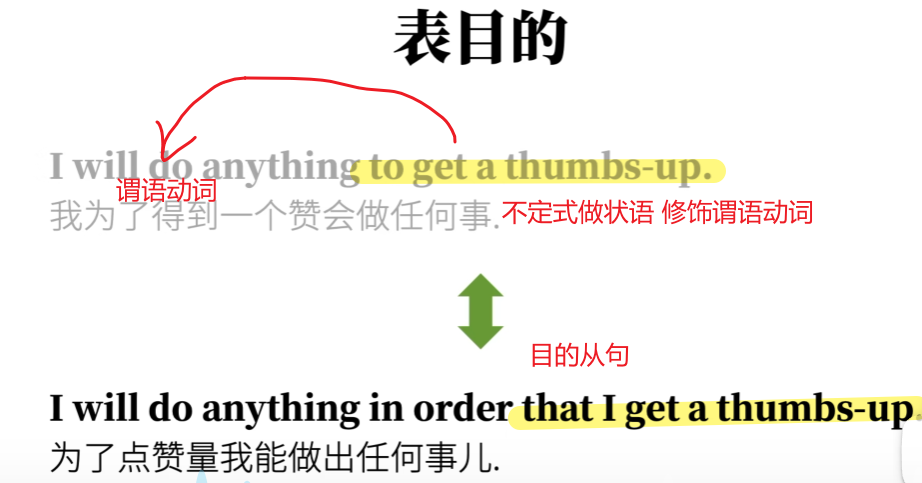 表目的
I will do anything to get a thumbs-up.
谓语动词
我为了得到一个赞会做任何事.
不定式做状语 修饰谓语动词
目的从句
I will do anything in order that I get a thumbs-up.
为了点赞量我能做出任何事儿.